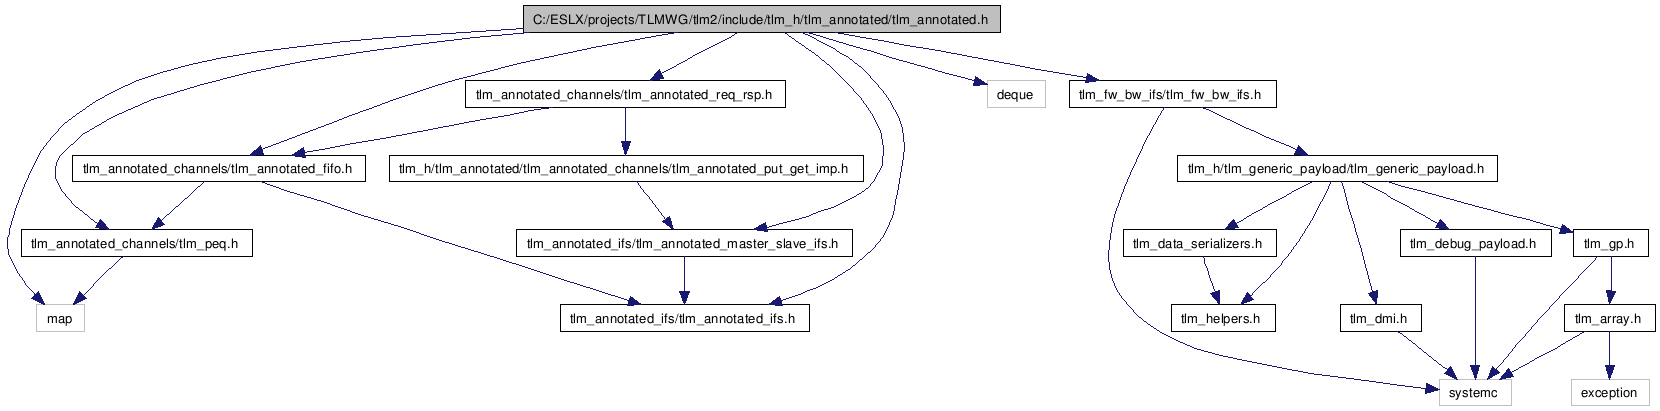 C:/ESLX/projects/TLMWG/tlm2/include/tlm_h/tlm_annotated/tlm_annotated.h
tlm_annotated_channels/tlm_annotated_req_rsp.h
deque
tlm_fw_bw_ifs/tlm_fw_bw_ifs.h
tlm_annotated_channels/tlm_annotated_fifo.h
tlm_h/tlm_annotated/tlm_annotated_channels/tlm_annotated_put_get_imp.h
tlm_h/tlm_generic_payload/tlm_generic_payload.h
tlm_annotated_channels/tlm_peq.h
tlm_annotated_ifs/tlm_annotated_master_slave_ifs.h
tlm_data_serializers.h
tlm_debug_payload.h
tlm_gp.h
map
tlm_annotated_ifs/tlm_annotated_ifs.h
tlm_helpers.h
tlm_dmi.h
tlm_array.h
systemc
exception